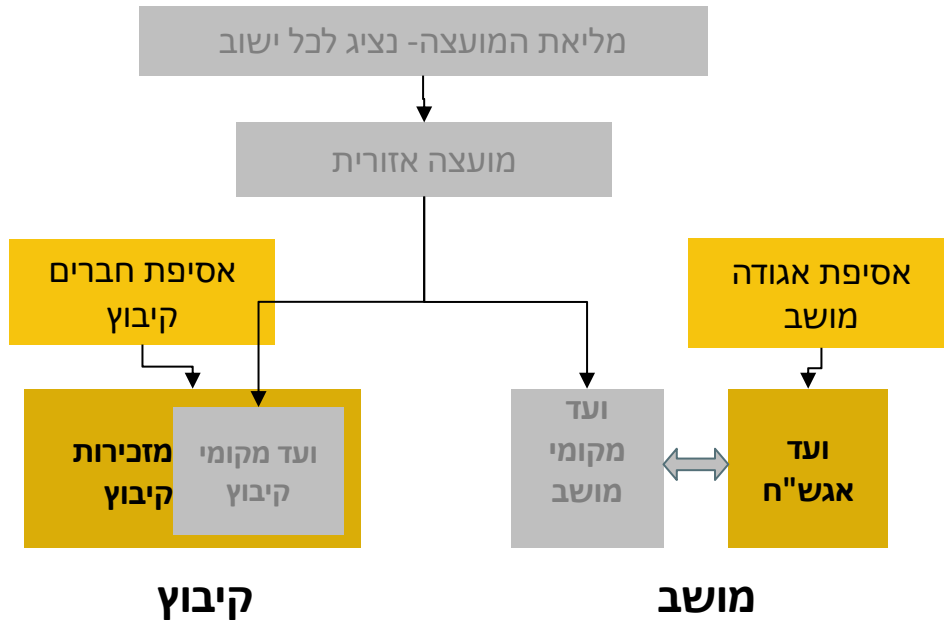 מליאת המועצה- נציג לכל ישוב
מועצה אזורית
אסיפת אגודה
מושב
אסיפת חברים
קיבוץ
ועד
אגש"ח
ועד
מקומי
מושב
ועד מקומי
קיבוץ
מזכירות
קיבוץ
מושב
קיבוץ